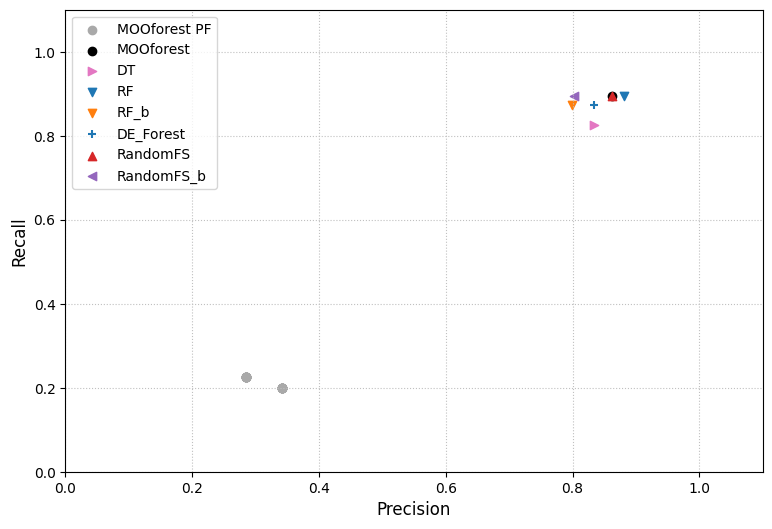 MOOforest PF
MOOforest
DT
RF
RF_b
DE_Forest
RandomFS
RandomFS_b
1.0
0.8
0.6
0.4
0.2
0.0
Recall
0.0 0.2 0.4 0.6 0.8 1.0
Precision